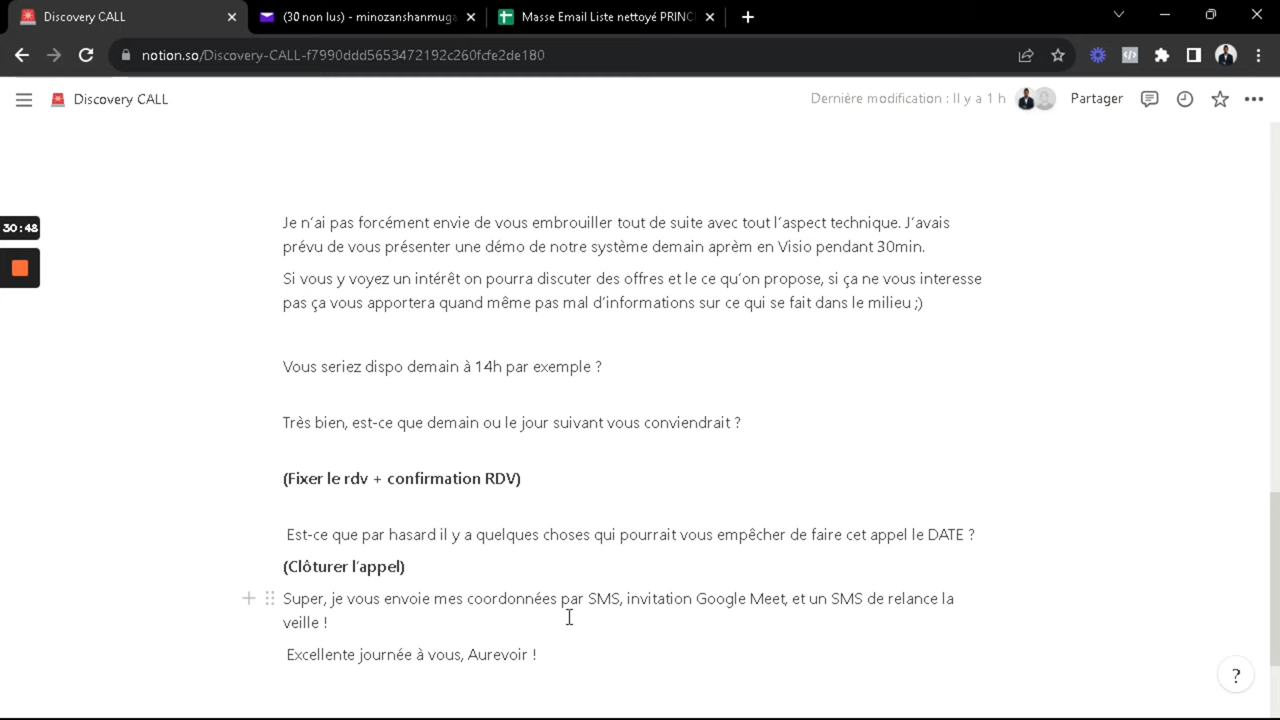 Discovery CALL
(30 non lus) - minozanshanmuga
Masse Email Liste nettoyé PRINC
notion.so/Discovery-CALL-f7990ddd5653472192c260fcfe2de180
Discovery CALL
Dernière modification : Il y a 1 h
Partager
30:48
Je n'ai pas forcément envie de vous embrouiller tout de suite avec tout l'aspect technique. J'avais
prévu de vous présenter une démo de notre système demain aprem en Visio pendant 30min.
Si vous y voyez un intérêt on pourra discuter des offres et le ce qu'on propose, si ça ne vous interesse
pas ça vous apportera quand même pas mal d'informations sur ce qui se fait dans le milieu ;)
Vous seriez dispo demain à 14h par exemple ?
Très bien, est-ce que demain ou le jour suivant vous conviendrait ?
(Fixer le rdv + confirmation RDV)
Est-ce que par hasard il y a quelques choses qui pourrait vous empêcher de faire cet appel le DATE ?
(Clôturer l'appel)
Super, je vous envoie mes coordonnées par SMS, invitation Google Meet, et un SMS de relance la
veille !
Excellente journée à vous, Aurevoir !
?